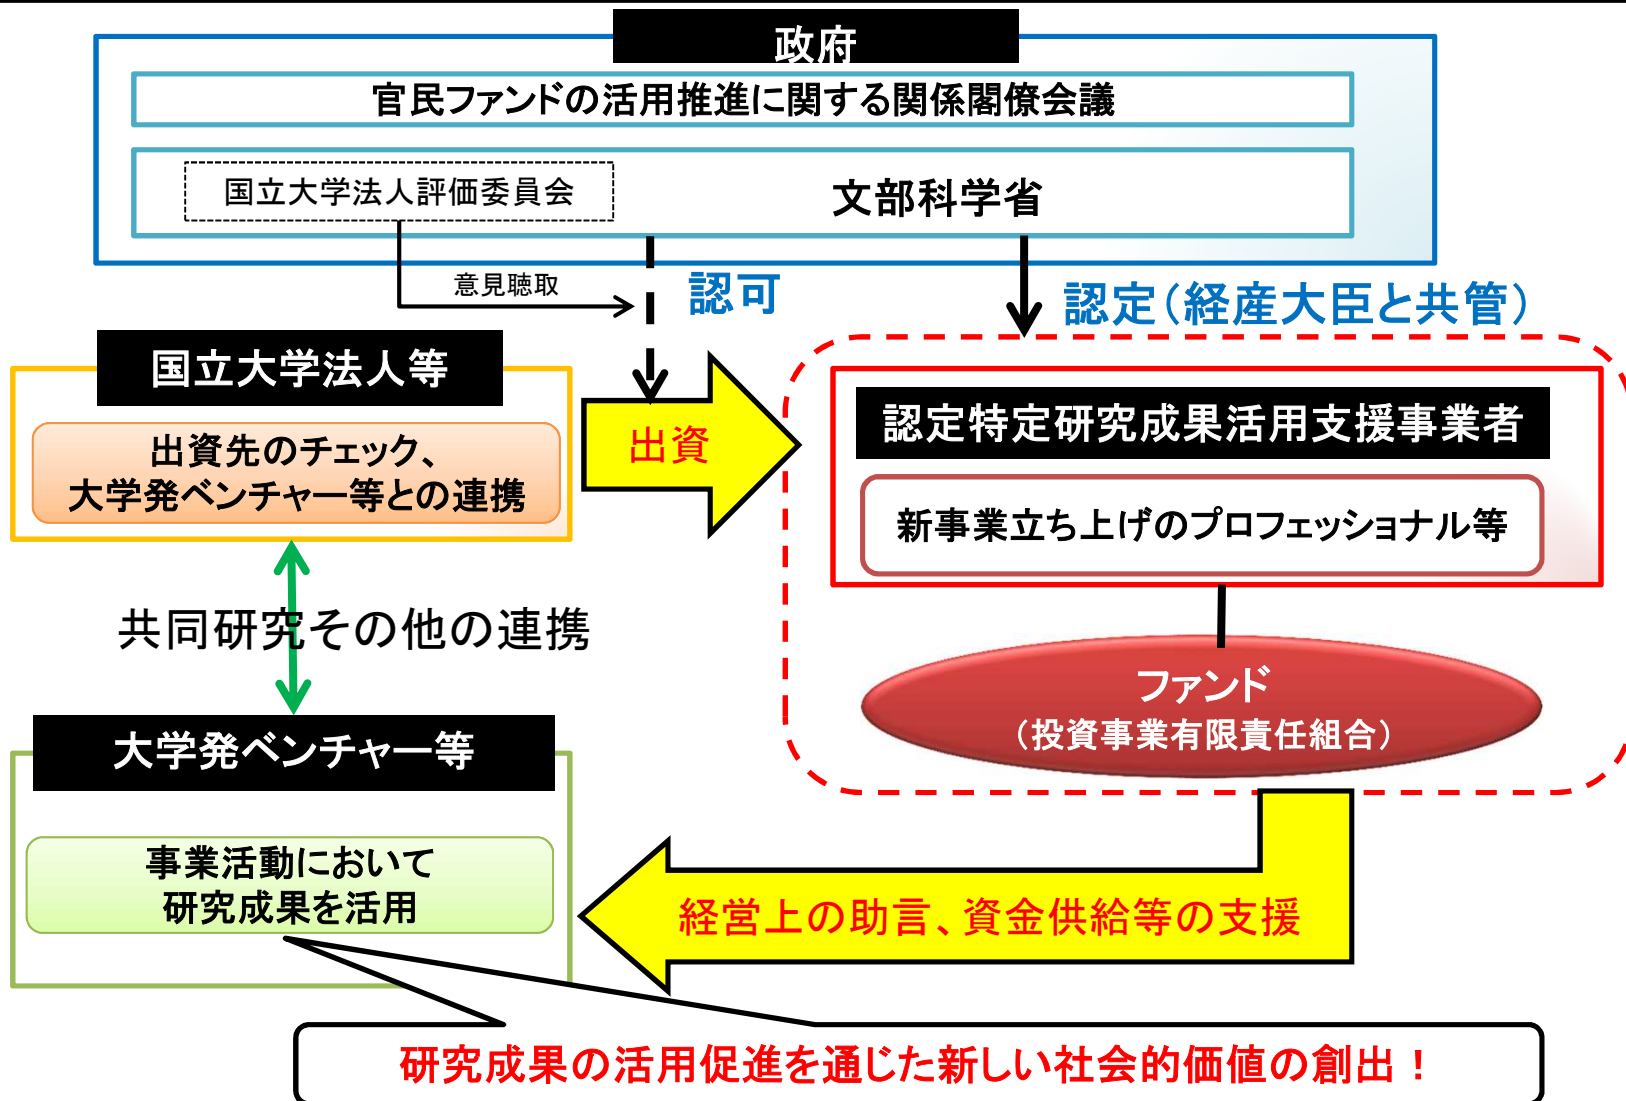 政府
官民ファンドの活用推進に関する関係閣僚会議
国立大学法人評価委員会
文部科学省
意見聴取
認可
認定（経産大臣と共管）
国立大学法人等
出資先のチェック、
大学発ベンチャー等との連携
出資
認定特定研究成果活用支援事業者
新事業立ち上げのプロフェッショナル等
共同研究その他の連携
ファンド
（投資事業有限責任組合）
大学発ベンチャー等
事業活動において
研究成果を活用
経営上の助言、資金供給等の支援
研究成果の活用促進を通じた新しい社会的価値の創出！